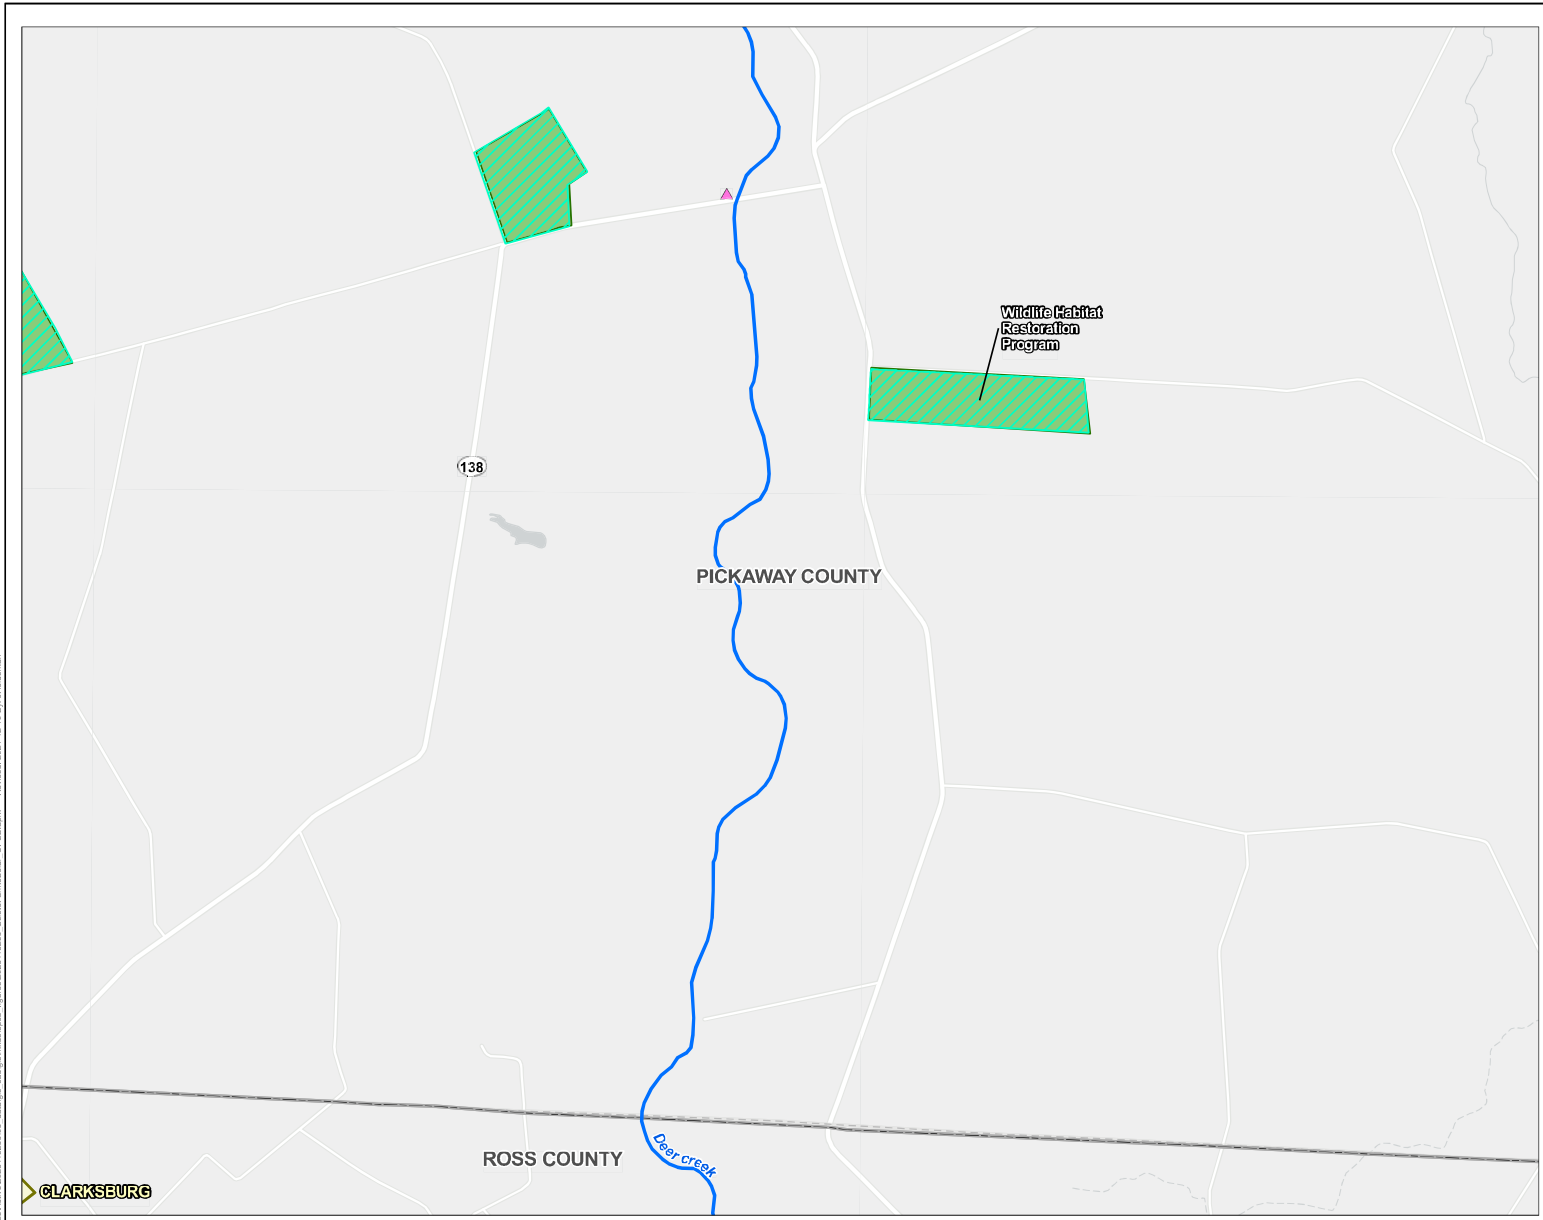 Wildlife Habitat
Restoration
Program
138
PICKAWAY COUNTY
Deer creek
ROSS COUNTY
CLARKSBURG